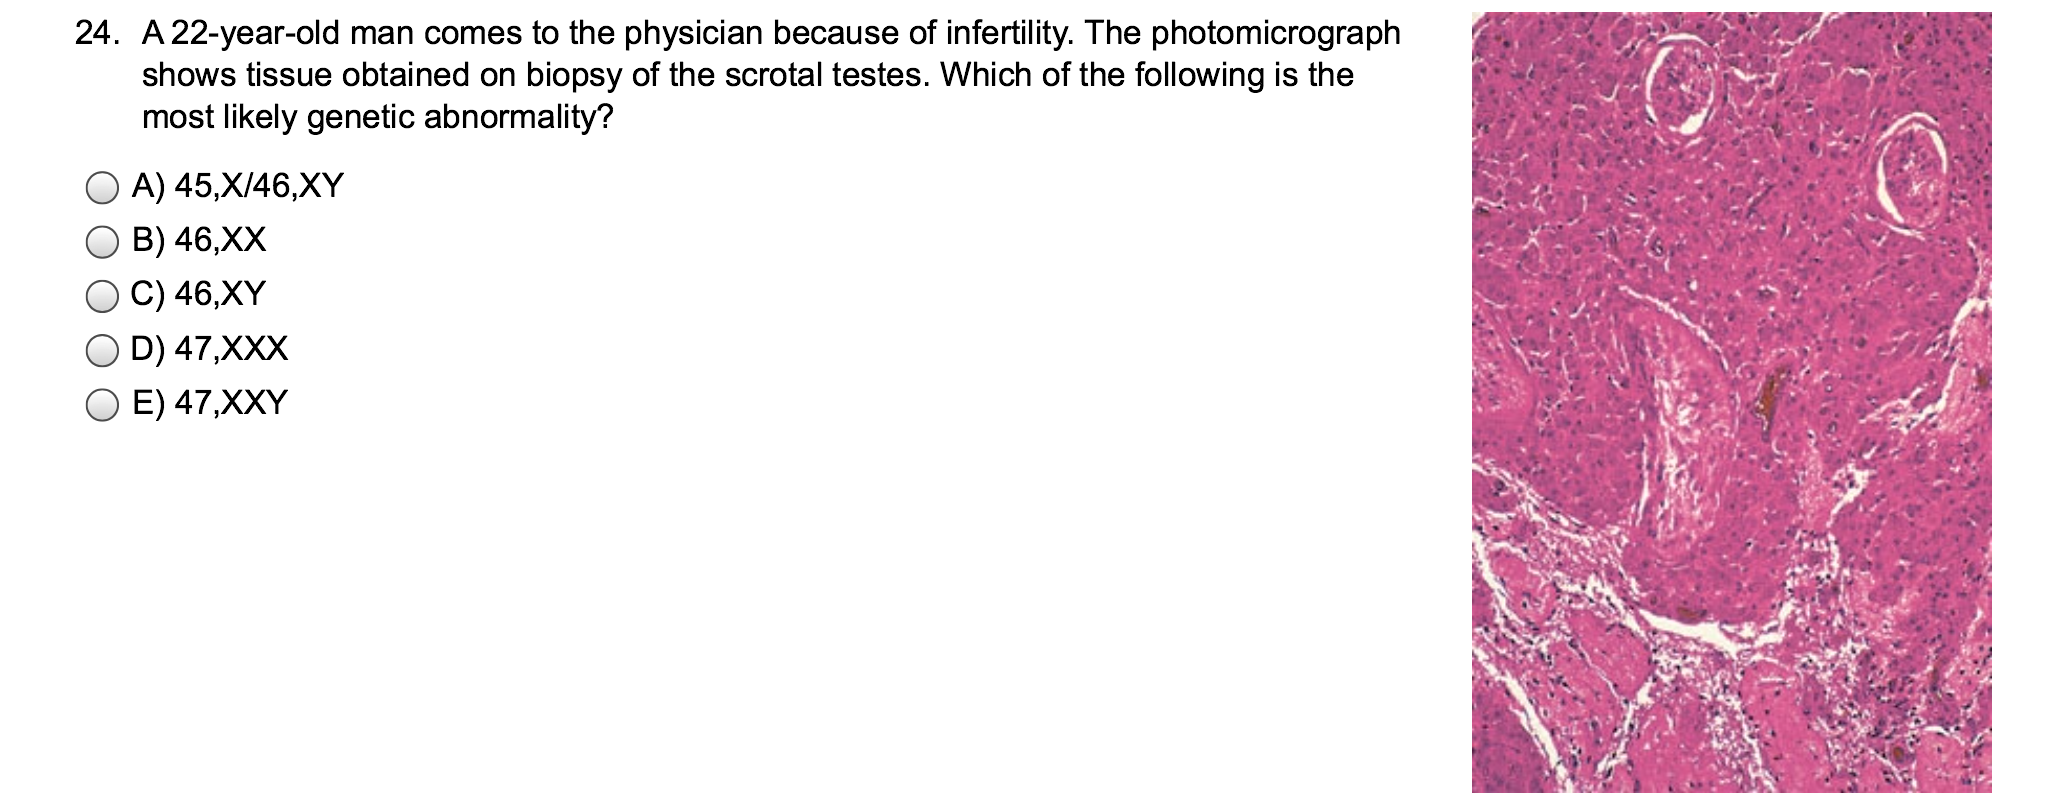 24. A 22-year-old man comes to the physician because of infertility. The photomicrograph
shows tissue obtained on biopsy of the scrotal testes. Which of the following is the
most likely genetic abnormality?
A) 45,X/46,XY
B) 46,XX
C) 46,XY
D) 47,XXX
E) 47,XXY